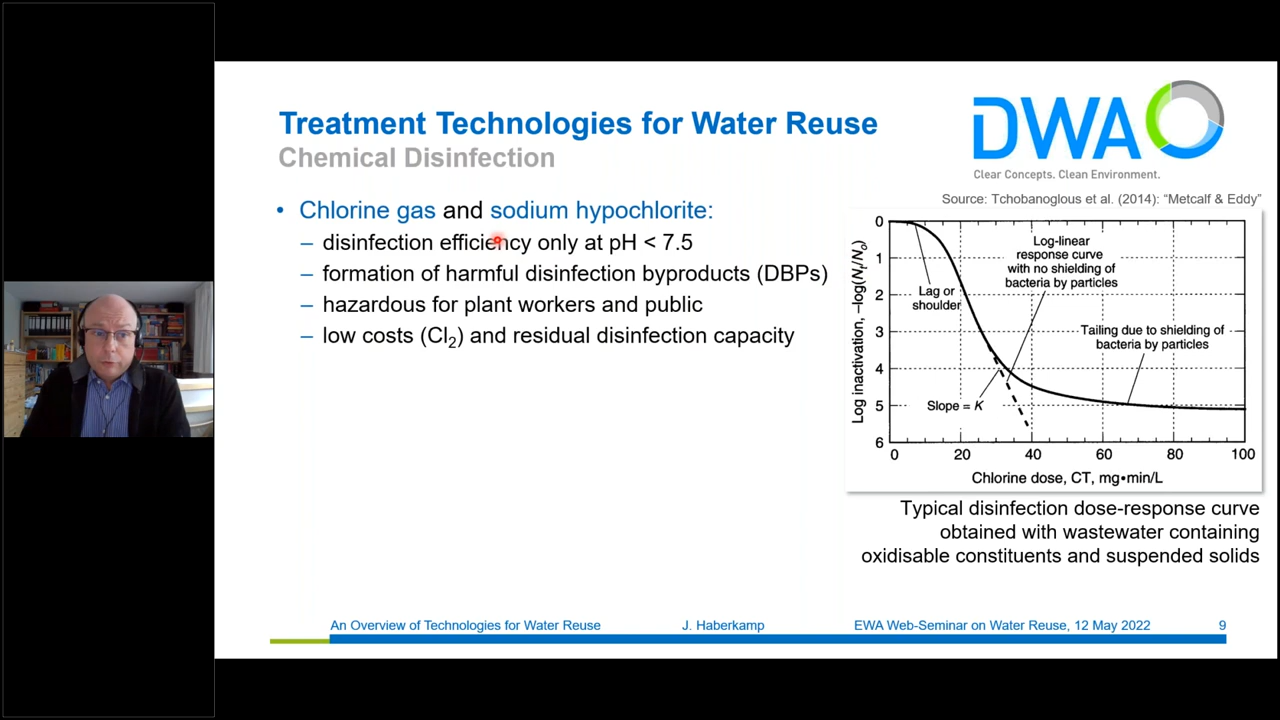 Treatment Technologies for Water Reuse
Chemical Disinfection
DWA
Clear Concepts. Clean Environment.
• Chlorine gas and sodium hypochlorite:
– disinfection efficiency only at pH < 7.5
– formation of harmful disinfection byproducts (DBPs)
– hazardous for plant workers and public
– low costs (Cl₂) and residual disinfection capacity
Source: Tchobanoglous et al. (2014): “Metcalf & Eddy”
Log inactivation, –log(Nₜ/N₀)
0
1
2
3
4
5
6
Lag or
shoulder
Log-linear
response curve
with no shielding of
bacteria by particles
Tailing due to shielding of
bacteria by particles
Slope = K
0 20 40 60 80 100
Chlorine dose, CT, mg•min/L
Typical disinfection dose-response curve
obtained with wastewater containing
oxidisable constituents and suspended solids
An Overview of Technologies for Water Reuse J. Haberkamp EWA Web-Seminar on Water Reuse, 12 May 2022 9